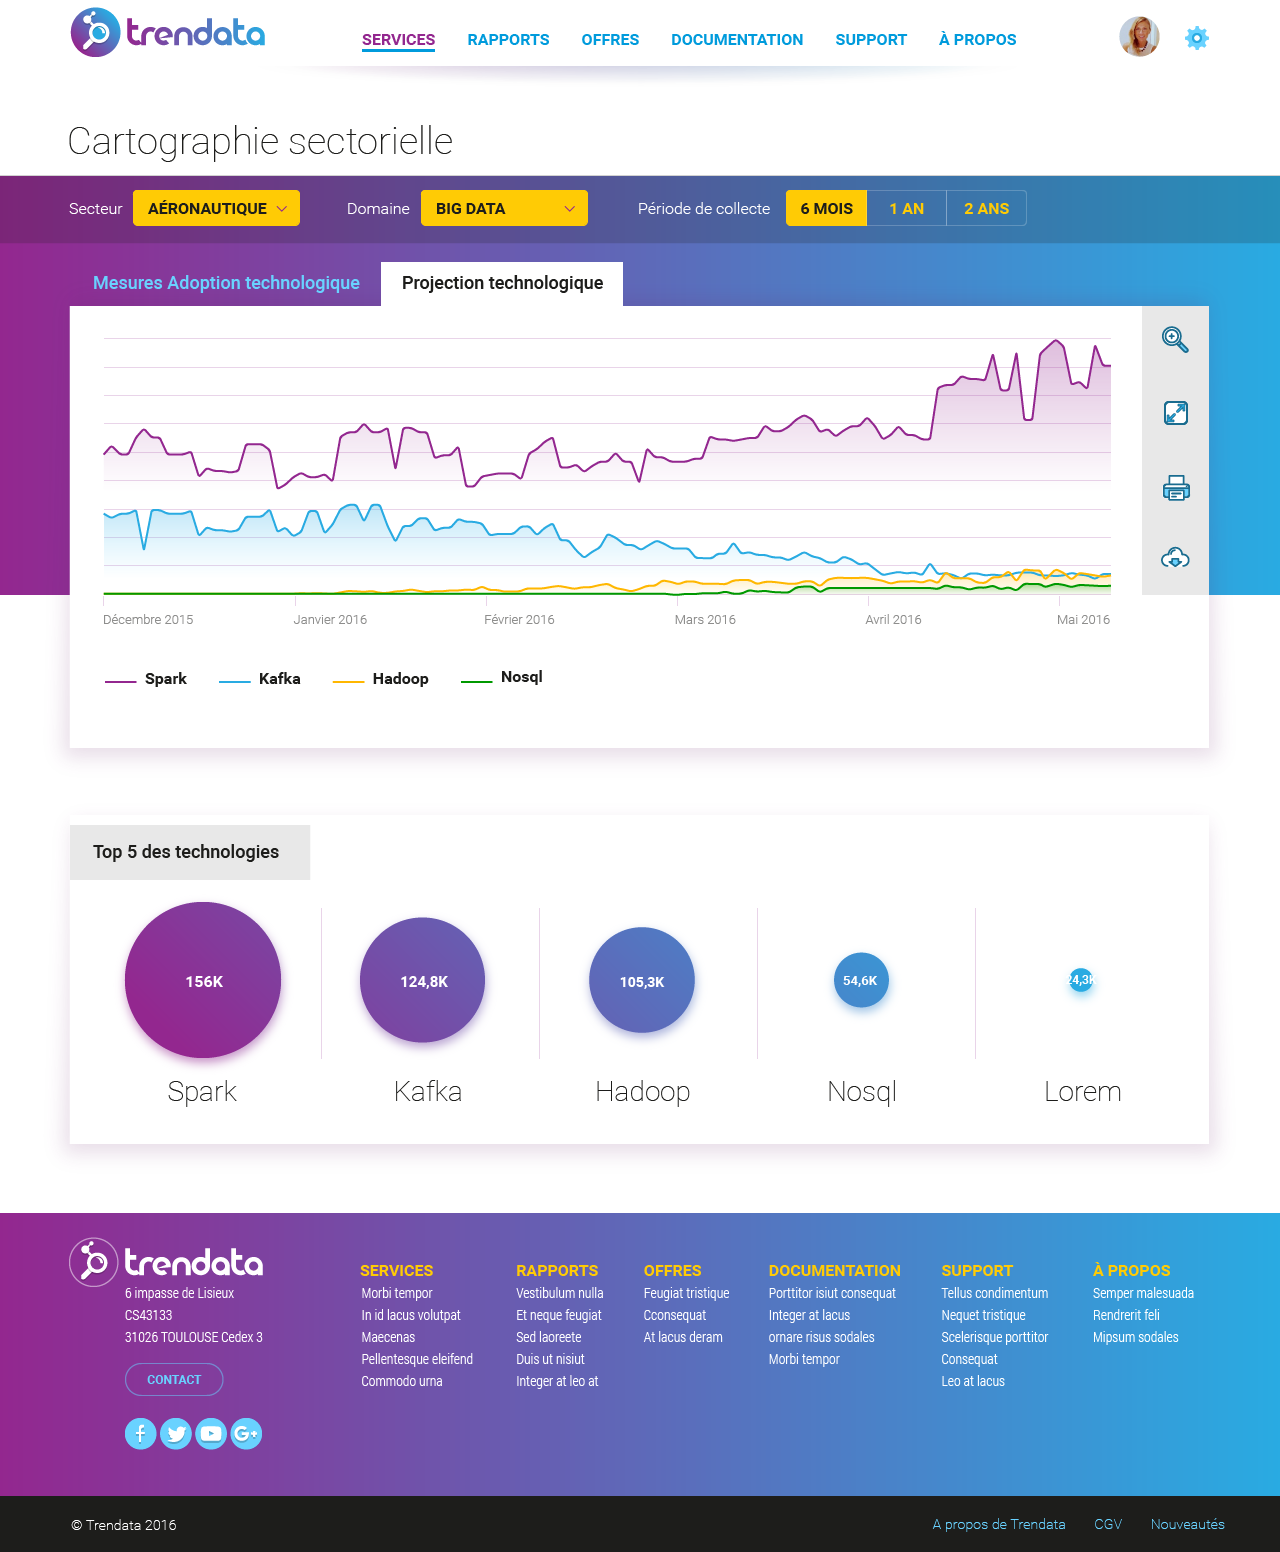 trendata
SERVICES RAPPORTS OFFRES DOCUMENTATION SUPPORT À PROPOS
Cartographie sectorielle
Secteur AÉRONAUTIQUE Domaine BIG DATA Période de collecte 6 MOIS 1 AN 2 ANS
Mesures Adoption technologique Projection technologique
Décembre 2015 Janvier 2016 Février 2016 Mars 2016 Avril 2016 Mai 2016
Spark Kafka Hadoop Nosql
Top 5 des technologies
156K 124,8K 105,3K 54,6K 24,3K
Spark Kafka Hadoop Nosql Lorem
trendata
6 impasse de Lisieux
CS43133
31026 TOULOUSE Cedex 3
CONTACT
SERVICES
Morbi tempor
In id lacus volutpat
Maecenas
Pellentesque eleifend
Commodo urna
RAPPORTS
Vestibulum nulla
Et neque feugiat
Sed laoreete
Duis ut nisiut
Integer at leo at
OFFRES
Feugiat tristique
Cconsequat
At lacus deram
DOCUMENTATION
Porttitor isiut consequat
Integer at lacus
ornare risus sodales
Morbi tempor
SUPPORT
Tellus condimentum
Nequet tristique
Scelerisque porttitor
Consequat
Leo at lacus
À PROPOS
Semper malesuada
Rendrerit feli
Mipsum sodales
© Trendata 2016 A propos de Trendata CGV Nouveautés